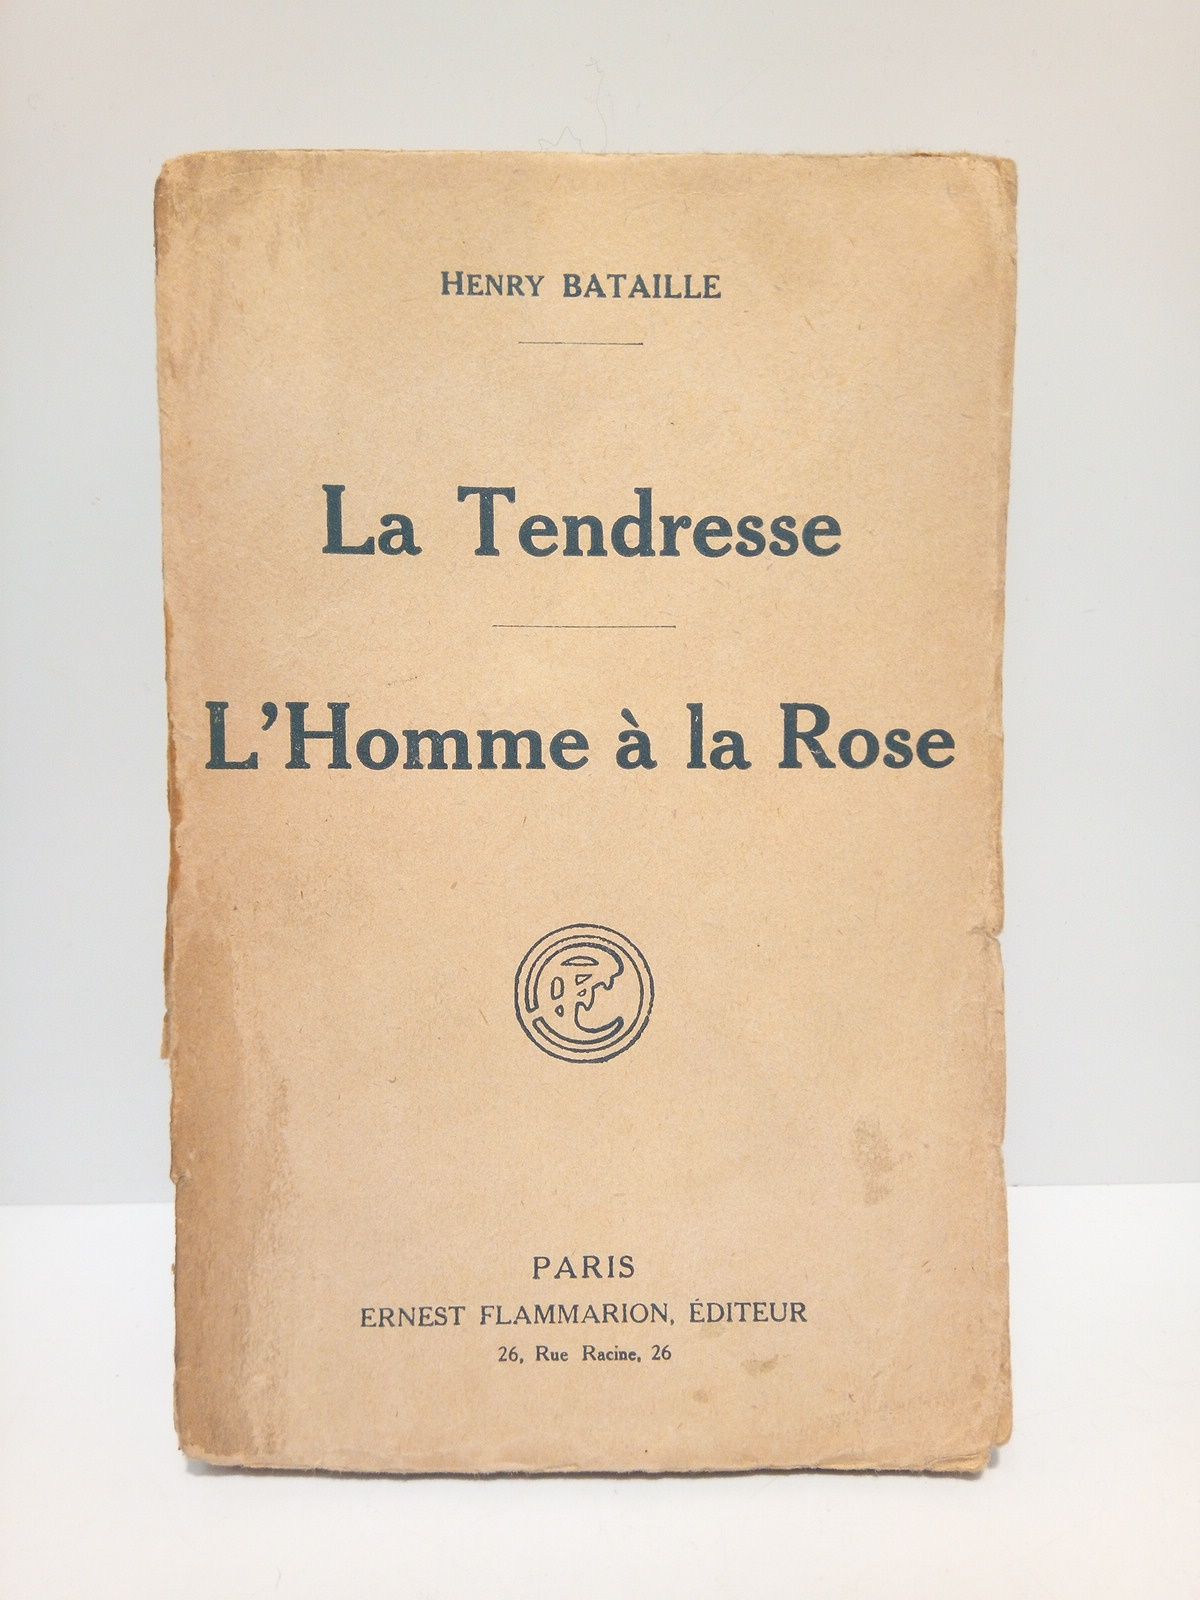 HENRY BATAILLE
La Tendresse
L'Homme à la Rose
PARIS
ERNEST FLAMMARION, ÉDITEUR
26, Rue Racine, 26